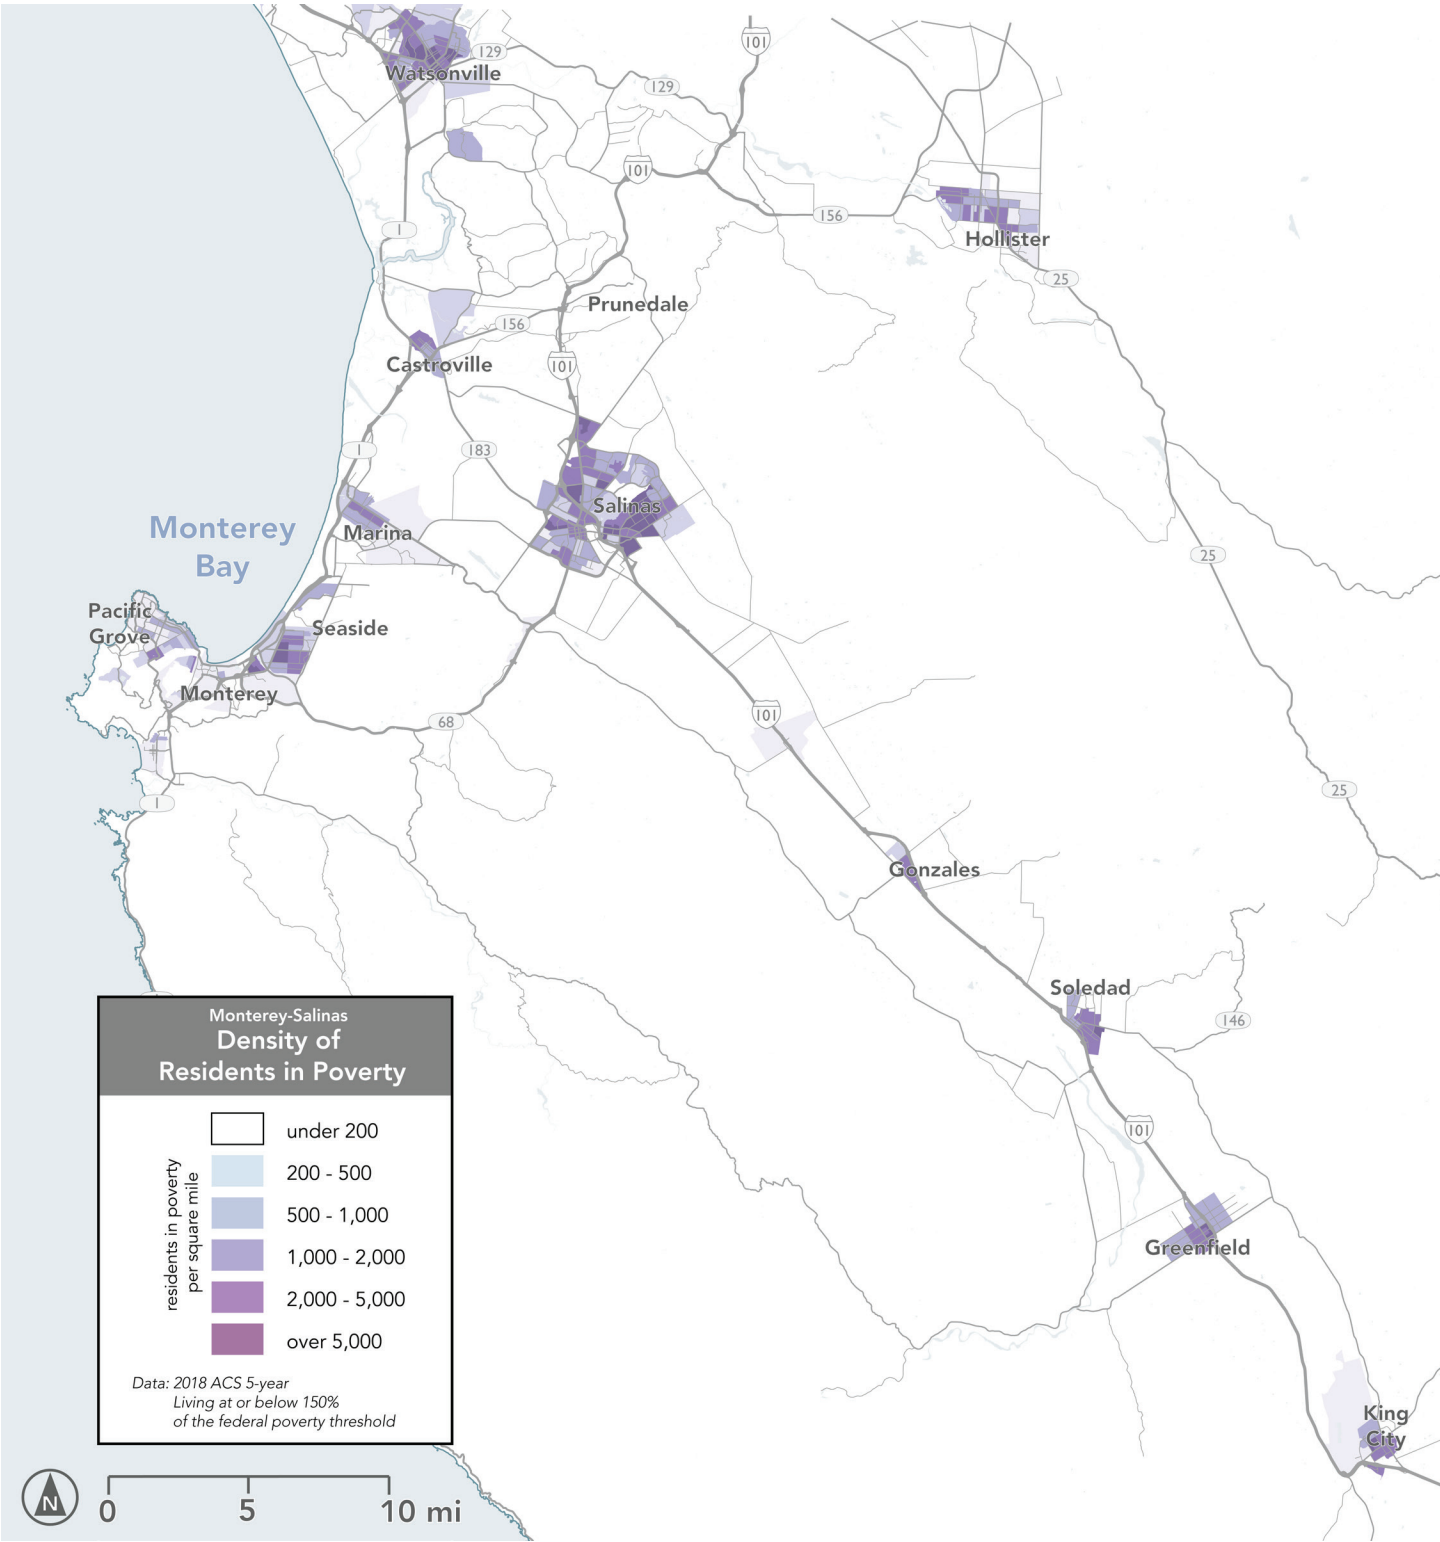 101
129
Watsonville
129
101
156
1
Hollister
25
Prunedale
156
101
Castroville
1
183
Salinas
Marina
Monterey
Bay
25
Pacific
Grove
Seaside
Monterey
68
101
25
1
Gonzales
Soledad
146
101
Greenfield
King
City
Monterey-Salinas
Density of
Residents in Poverty
residents in poverty
per square mile
under 200
200 - 500
500 - 1,000
1,000 - 2,000
2,000 - 5,000
over 5,000
Data: 2018 ACS 5-year
Living at or below 150%
of the federal poverty threshold
N
0
5
10 mi